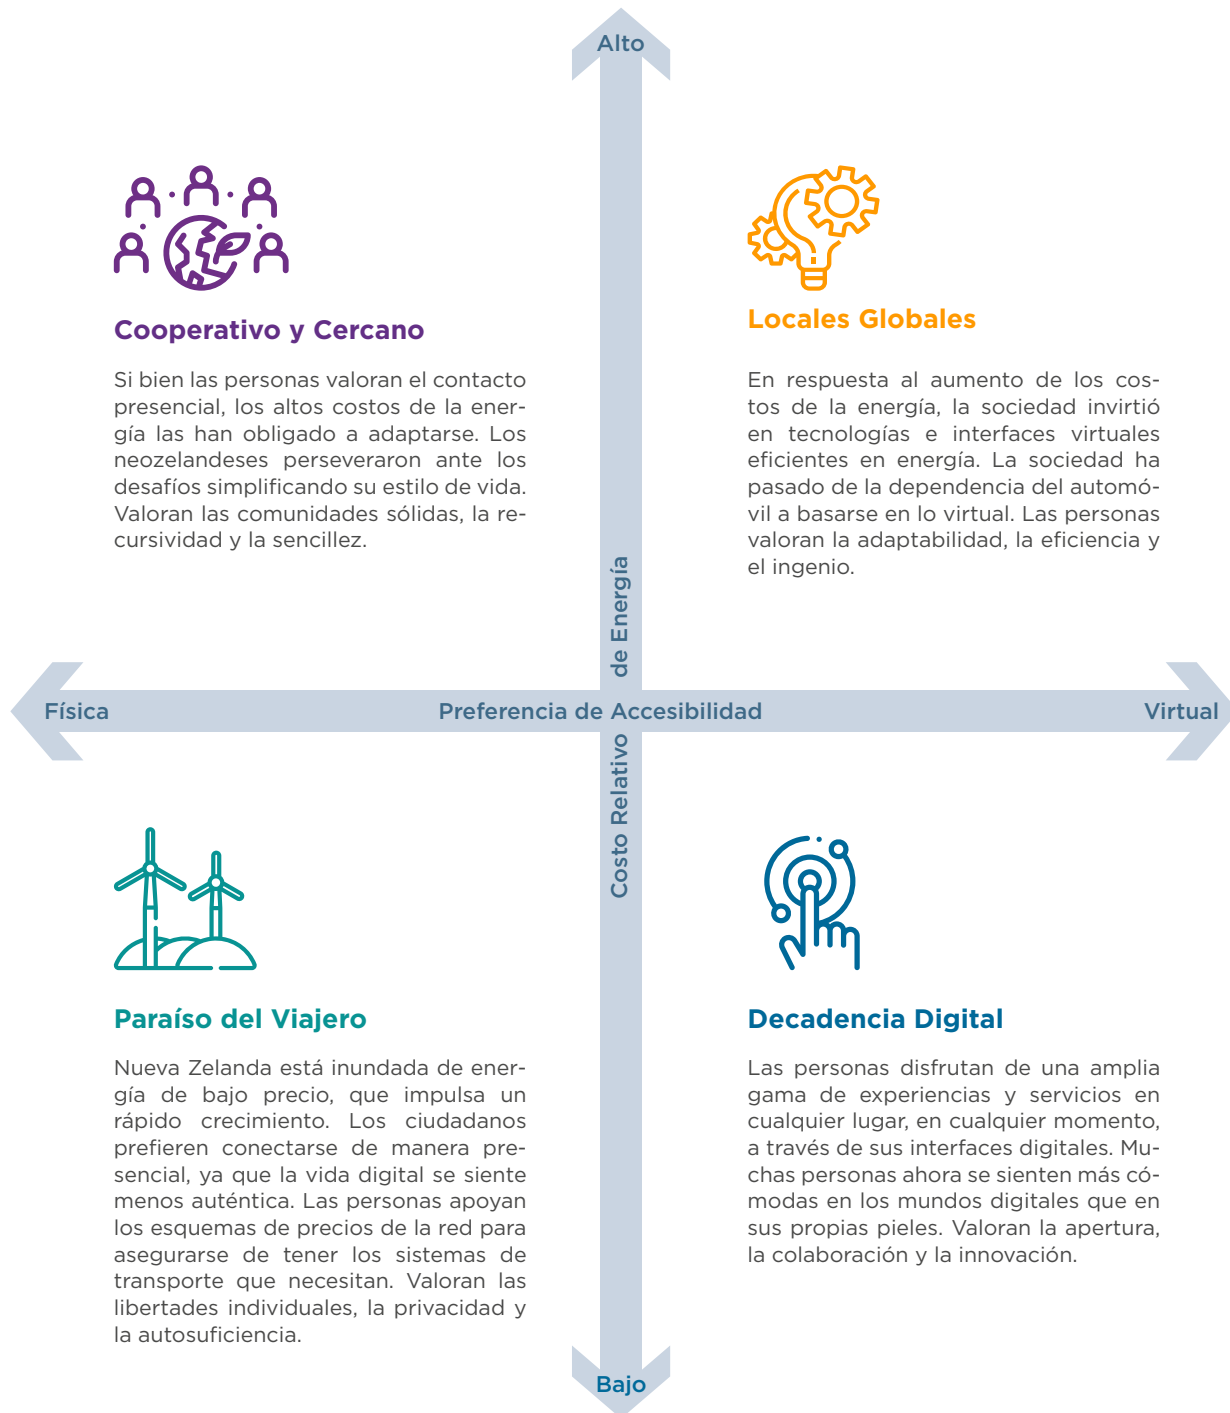 Alto
Cooperativo y Cercano
Si bien las personas valoran el contacto
presencial, los altos costos de la ener-
gía las han obligado a adaptarse. Los
neozelandeses perseveraron ante los
desafíos simplificando su estilo de vida.
Valoran las comunidades sólidas, la re-
cursividad y la sencillez.
Locales Globales
En respuesta al aumento de los cos-
tos de la energía, la sociedad invirtió
en tecnologías e interfaces virtuales
eficientes en energía. La sociedad ha
pasado de la dependencia del automó-
vil a basarse en lo virtual. Las personas
valoran la adaptabilidad, la eficiencia y
el ingenio.
Física
Preferencia de Accesibilidad
Virtual
Costo Relativo de Energía
Paraíso del Viajero
Nueva Zelanda está inundada de ener-
gía de bajo precio, que impulsa un
rápido crecimiento. Los ciudadanos
prefieren conectarse de manera pre-
sencial, ya que la vida digital se siente
menos auténtica. Las personas apoyan
los esquemas de precios de la red para
asegurarse de tener los sistemas de
transporte que necesitan. Valoran las
libertades individuales, la privacidad y
la autosuficiencia.
Decadencia Digital
Las personas disfrutan de una amplia
gama de experiencias y servicios en
cualquier lugar, en cualquier momento,
a través de sus interfaces digitales. Mu-
chas personas ahora se sienten más có-
modas en los mundos digitales que en
sus propias pieles. Valoran la apertura,
la colaboración y la innovación.
Bajo